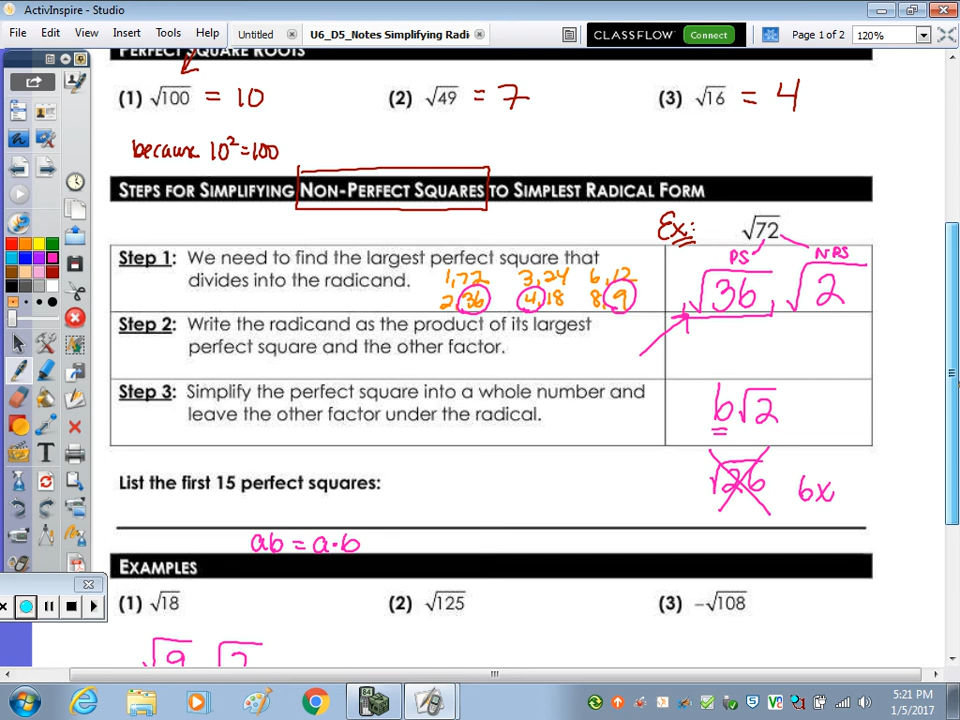 ActivInspire - Studio
File Edit View Insert Tools Help
Untitled
U6_D5_Notes Simplifying Radi
CLASSFLOW Connect
Page 1 of 2
120%
PERFECT SQUARE ROOTS
(1) √100 = 10
(2) √49 = 7
(3) √16 = 4
because 10² = 100
STEPS FOR SIMPLIFYING NON-PERFECT SQUARES TO SIMPLEST RADICAL FORM
Ex: √72
Step 1: We need to find the largest perfect square that
divides into the radicand.
1,72 3,24 6,12
2 36 4,18 8,9
PS NPS
√36 √2
Step 2: Write the radicand as the product of its largest
perfect square and the other factor.
Step 3: Simplify the perfect square into a whole number and
leave the other factor under the radical.
6√2
√26 6x
List the first 15 perfect squares:
ab = a·b
EXAMPLES
(1) √18
(2) √125
(3) -√108
√9 √2
5:21 PM
1/5/2017